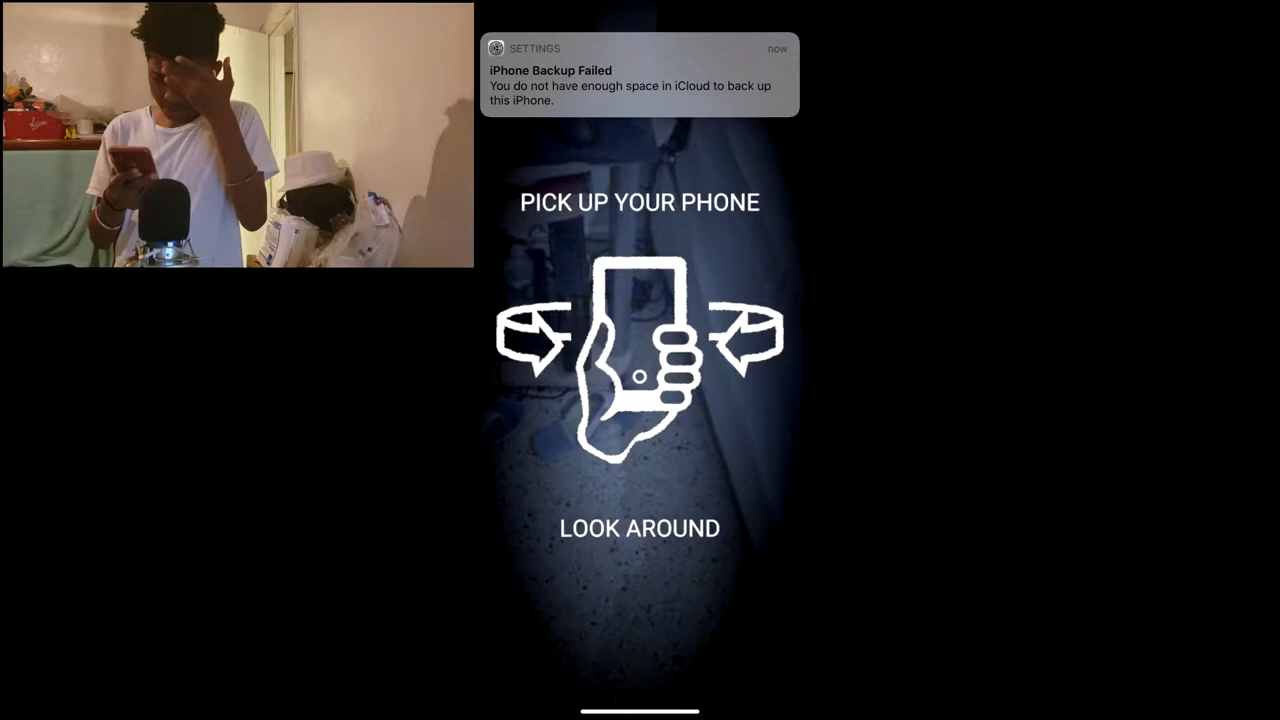 SETTINGS
now
iPhone Backup Failed
You do not have enough space in iCloud to back up
this iPhone.
PICK UP YOUR PHONE
LOOK AROUND